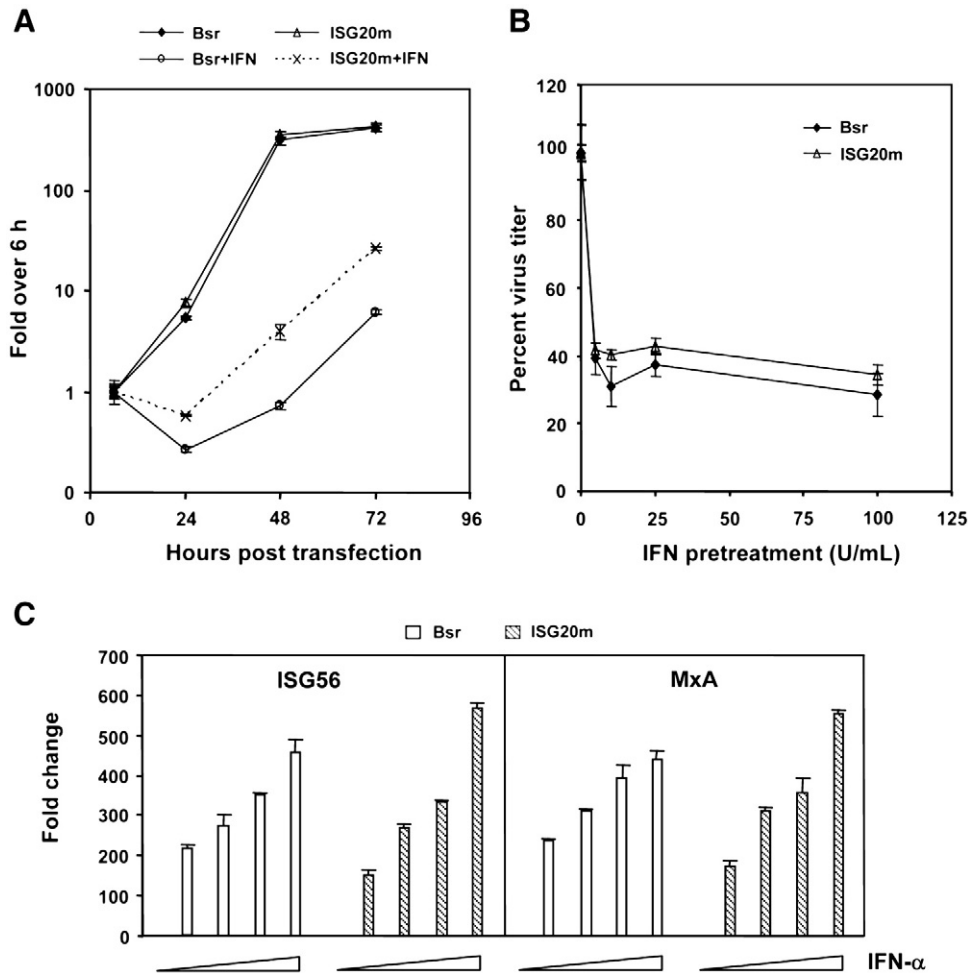 A
Bsr
ISG20m
Bsr+IFN
ISG20m+IFN
1000
100
10
1
0
Fold over 6 h
0 24 48 72 96
Hours post transfection
B
Bsr
ISG20m
120
100
80
60
40
20
0
Percent virus titer
0 25 50 75 100 125
IFN pretreatment (U/mL)
C
Bsr
ISG20m
ISG56
MxA
700
600
500
400
300
200
100
0
Fold change
IFN-α